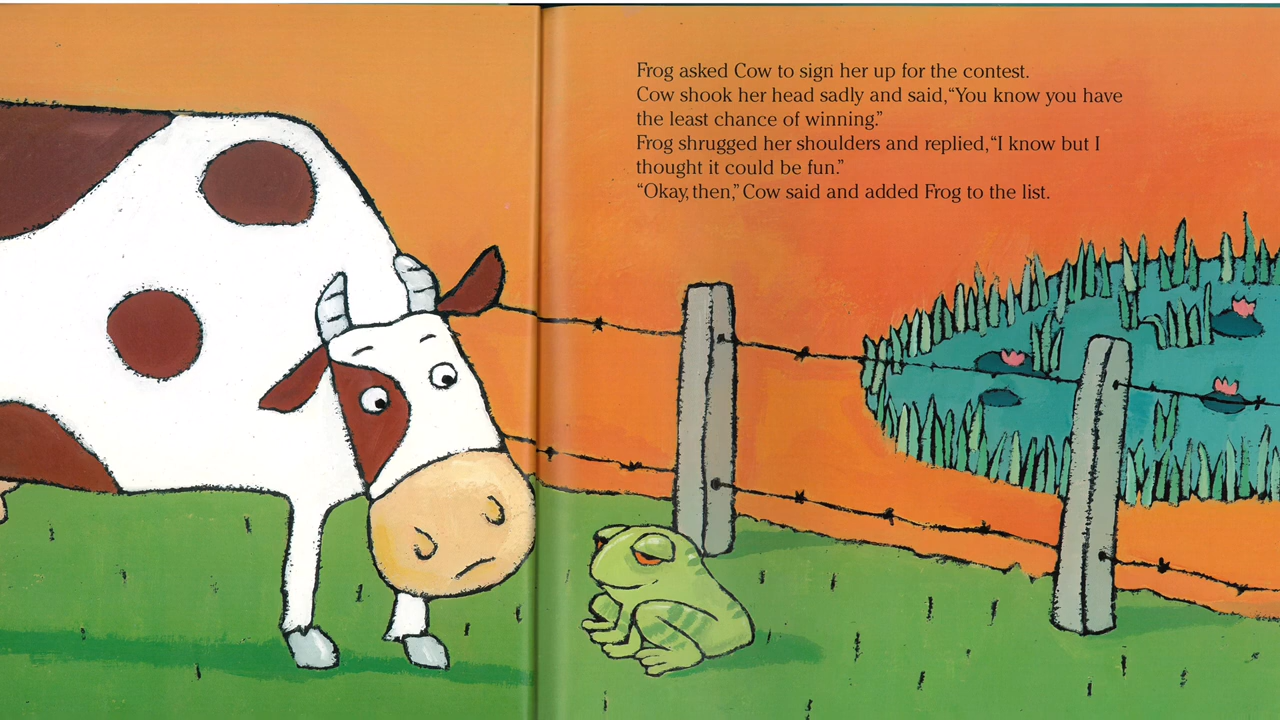 Frog asked Cow to sign her up for the contest.
Cow shook her head sadly and said,“You know you have
the least chance of winning.”
Frog shrugged her shoulders and replied,“I know but I
thought it could be fun.”
“Okay, then,” Cow said and added Frog to the list.